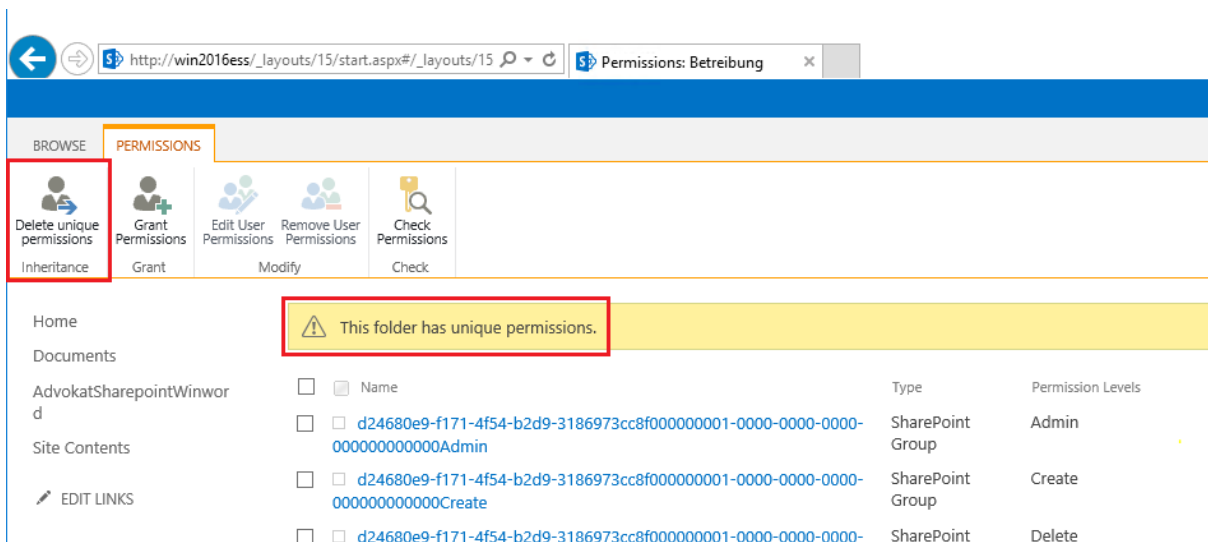 http://win2016ess/_layouts/15/start.aspx#/_layouts/15
Permissions: Betreibung
BROWSE PERMISSIONS
Delete unique permissions
Grant Permissions
Edit User Permissions
Remove User Permissions
Check Permissions
Inheritance Grant Modify Check
Home
Documents
AdvokatSharepointWinwor
d
Site Contents
EDIT LINKS
This folder has unique permissions.
Name Type Permission Levels
d24680e9-f171-4f54-b2d9-3186973cc8f000000001-0000-0000-0000- SharePoint Admin
000000000000Admin Group
d24680e9-f171-4f54-b2d9-3186973cc8f000000001-0000-0000-0000- SharePoint Create
000000000000Create Group
d24680e9-f171-4f54-b2d9-3186973cc8f000000001-0000-0000-0000- SharePoint Delete